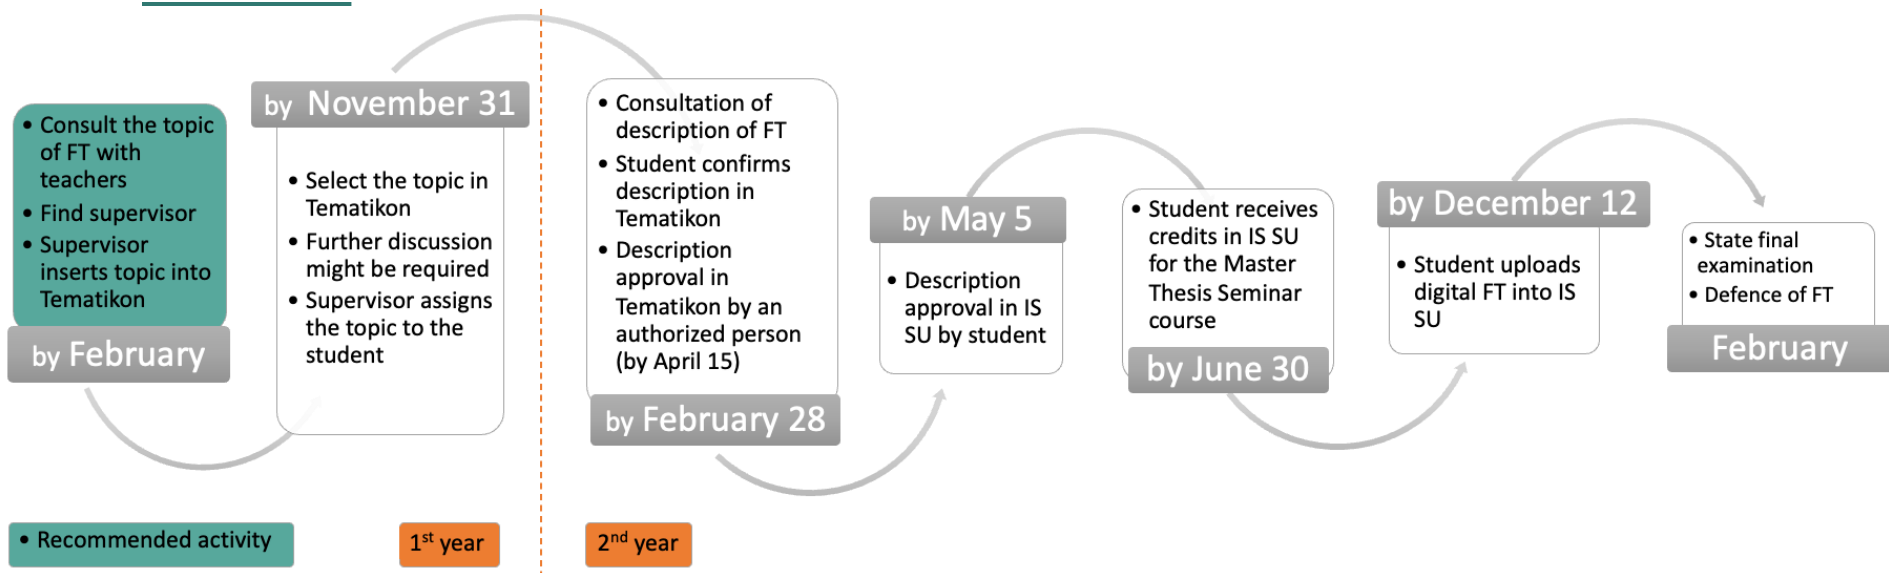 • Consult the topic
of FT with
teachers
• Find supervisor
• Supervisor
inserts topic into
Tematikon
by February
by November 31
• Select the topic in
Tematikon
• Further discussion
might be required
• Supervisor assigns
the topic to the
student
• Consultation of
description of FT
• Student confirms
description in
Tematikon
• Description
approval in
Tematikon by an
authorized person
(by April 15)
by February 28
by May 5
• Description
approval in IS
SU by student
• Student receives
credits in IS SU
for the Master
Thesis Seminar
course
by June 30
by December 12
• Student uploads
digital FT into IS
SU
• State final
examination
• Defence of FT
February
• Recommended activity
1st year
2nd year